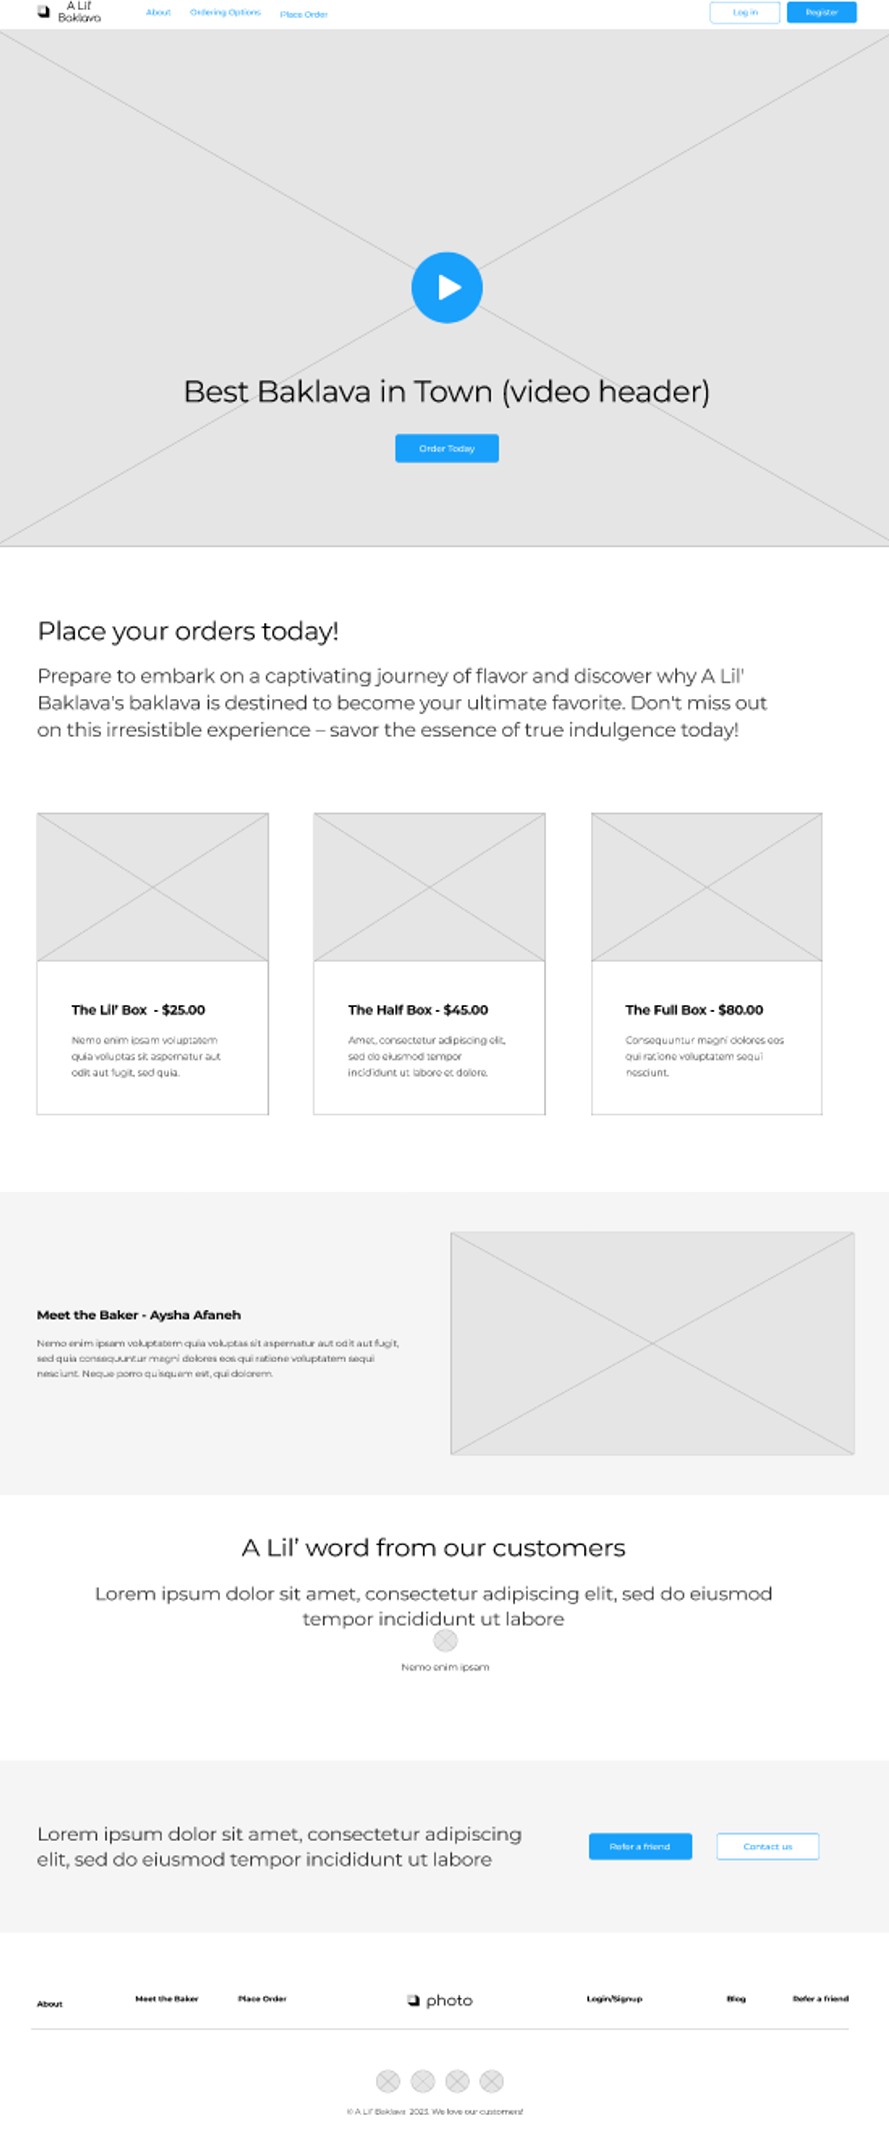 A Lil'
Baklava
About
Ordering Options
Place Order
Log in
Register
Best Baklava in Town (video header)
Order Today
Place your orders today!
Prepare to embark on a captivating journey of flavor and discover why A Lil'
Baklava's baklava is destined to become your ultimate favorite. Don't miss out
on this irresistible experience – savor the essence of true indulgence today!
The Lil' Box - $25.00
Nemo enim ipsam voluptatem
quia voluptas sit aspernatur aut
odit aut fugit, sed quia.
The Half Box - $45.00
Amet, consectetur adipiscing elit,
sed do eiusmod tempor
incididunt ut labore et dolore.
The Full Box - $80.00
Consequuntur magni dolores eos
qui ratione voluptatem sequi
nesciunt.
Meet the Baker - Aysha Afaneh
Nemo enim ipsam voluptatem quia voluptas sit aspernatur aut odit aut fugit,
sed quia consequuntur magni dolores eos qui ratione voluptatem sequi
nesciunt. Neque porro quisquam est, qui dolorem.
A Lil' word from our customers
Lorem ipsum dolor sit amet, consectetur adipiscing elit, sed do eiusmod
tempor incididunt ut labore
Nemo enim ipsam
Lorem ipsum dolor sit amet, consectetur adipiscing
elit, sed do eiusmod tempor incididunt ut labore
Refer a friend
Contact us
About
Meet the Baker
Place Order
photo
Login/Signup
Blog
Refer a friend
© A Lil' Baklava 2023. We love our customers!